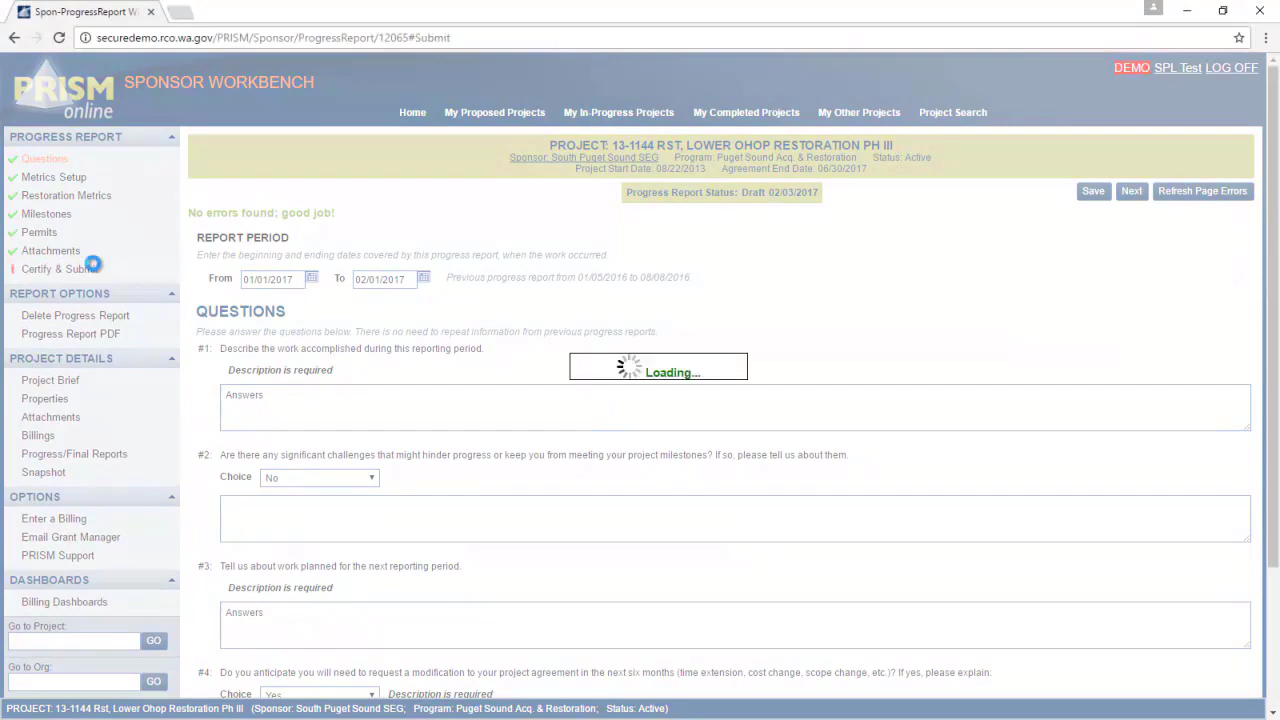 Spon-ProgressReport Wi
securedemo.rco.wa.gov/PRISM/Sponsor/ProgressReport/12065#Submit
PRISM online
SPONSOR WORKBENCH
DEMO SPL Test LOG OFF
Home My Proposed Projects My In-Progress Projects My Completed Projects My Other Projects Project Search
PROGRESS REPORT
Questions
Metrics Setup
Restoration Metrics
Milestones
Permits
Attachments
Certify & Submit
REPORT OPTIONS
Delete Progress Report
Progress Report PDF
PROJECT DETAILS
Project Brief
Properties
Attachments
Billings
Progress/Final Reports
Snapshot
OPTIONS
Enter a Billing
Email Grant Manager
PRISM Support
DASHBOARDS
Billing Dashboards
Go to Project:
GO
Go to Org:
GO
PROJECT: 13-1144 RST, LOWER OHOP RESTORATION PH III
Sponsor: South Puget Sound SEG Program: Puget Sound Acq. & Restoration Status: Active
Project Start Date: 08/22/2013 Agreement End Date: 06/30/2017
Progress Report Status: Draft 02/03/2017
Save Next Refresh Page Errors
No errors found; good job!
REPORT PERIOD
Enter the beginning and ending dates covered by this progress report, when the work occurred.
From 01/01/2017 To 02/01/2017 Previous progress report from 01/05/2016 to 08/08/2016
QUESTIONS
Please answer the questions below. There is no need to repeat information from previous progress reports.
#1: Describe the work accomplished during this reporting period.
Description is required
Loading...
Answers
#2: Are there any significant challenges that might hinder progress or keep you from meeting your project milestones? If so, please tell us about them.
Choice No
#3: Tell us about work planned for the next reporting period.
Description is required
Answers
#4: Do you anticipate you will need to request a modification to your project agreement in the next six months (time extension, cost change, scope change, etc.)? If yes, please explain:
Choice Yes Description is required
PROJECT: 13-1144 Rst, Lower Ohop Restoration Ph III (Sponsor: South Puget Sound SEG; Program: Puget Sound Acq. & Restoration; Status: Active)